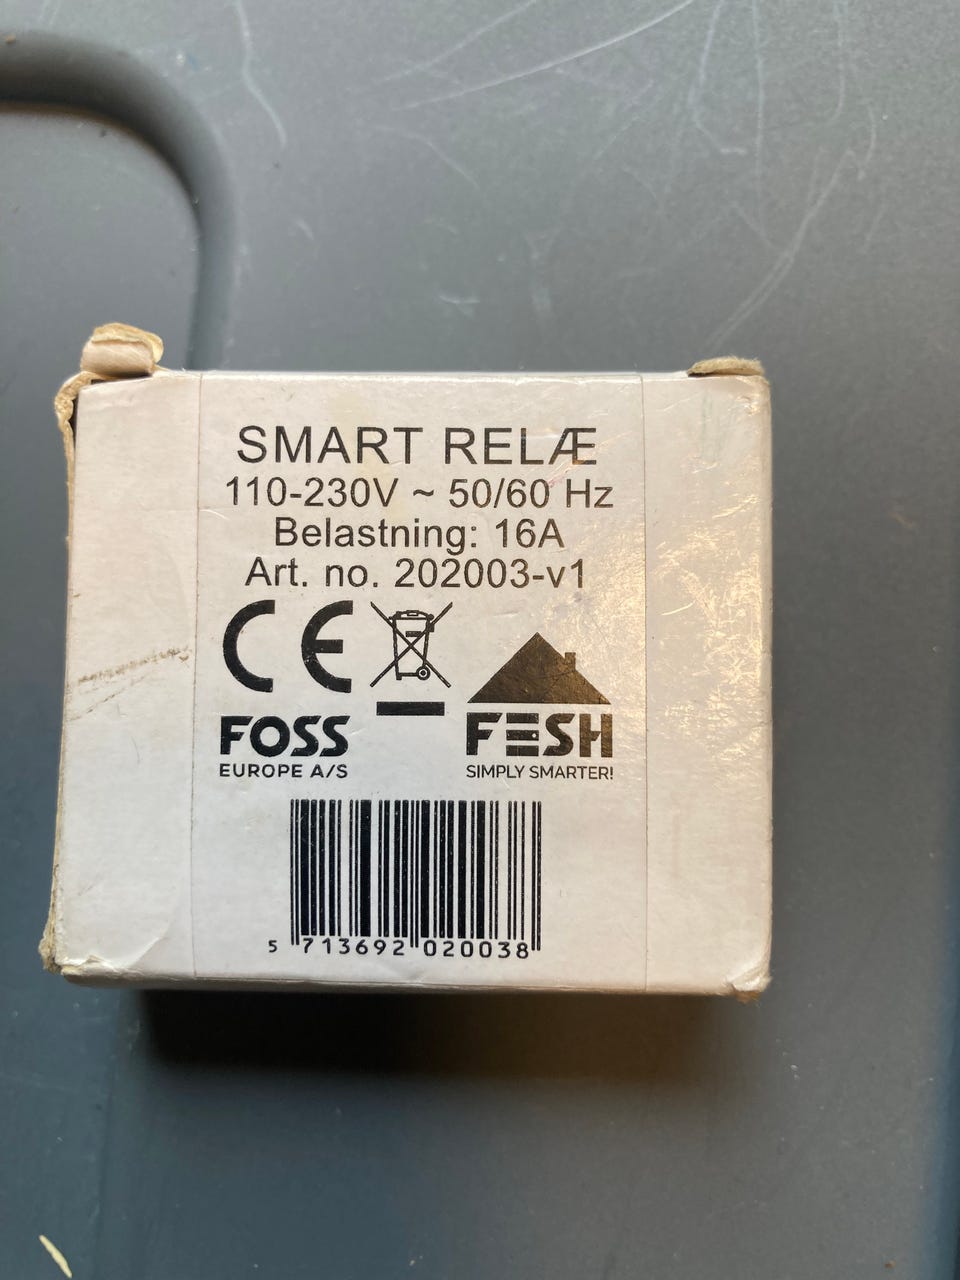 SMART RELÆ
110-230V ~ 50/60 Hz
Belastning: 16A
Art. no. 202003-v1
CE
FOSS
EUROPE A/S
FESH
SIMPLY SMARTER!
5 713692 020038